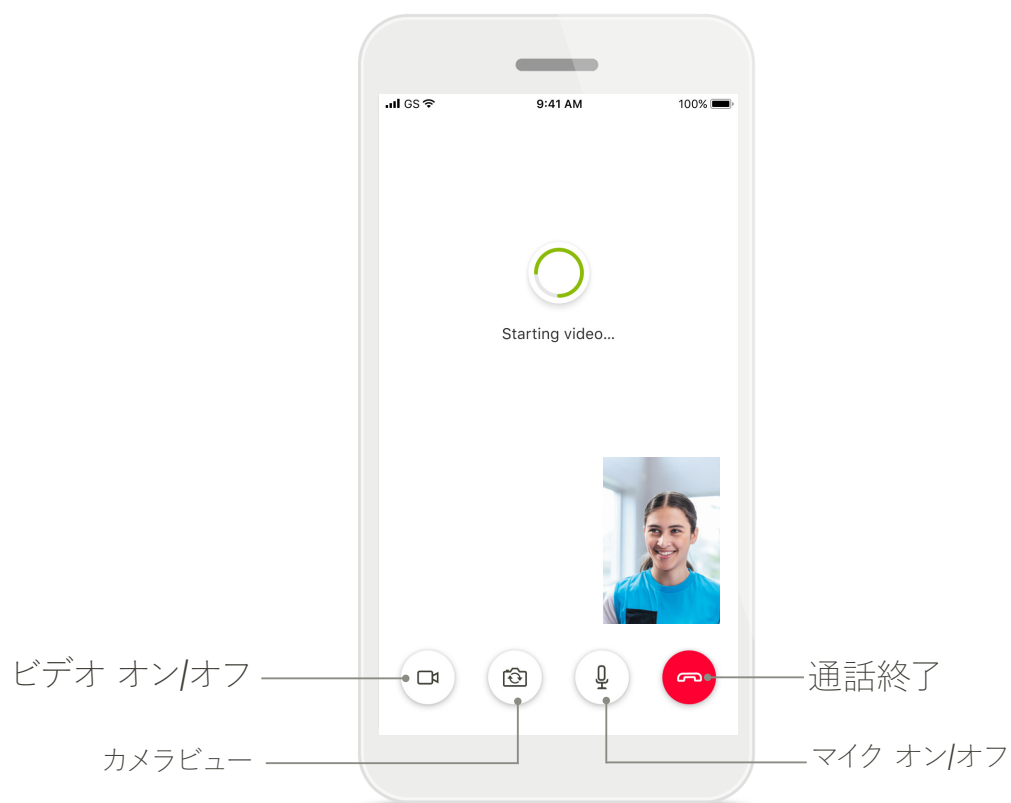 GS 9:41 AM 100%
Starting video...
ビデオ オン/オフ
通話終了
カメラビュー
マイク オン/オフ